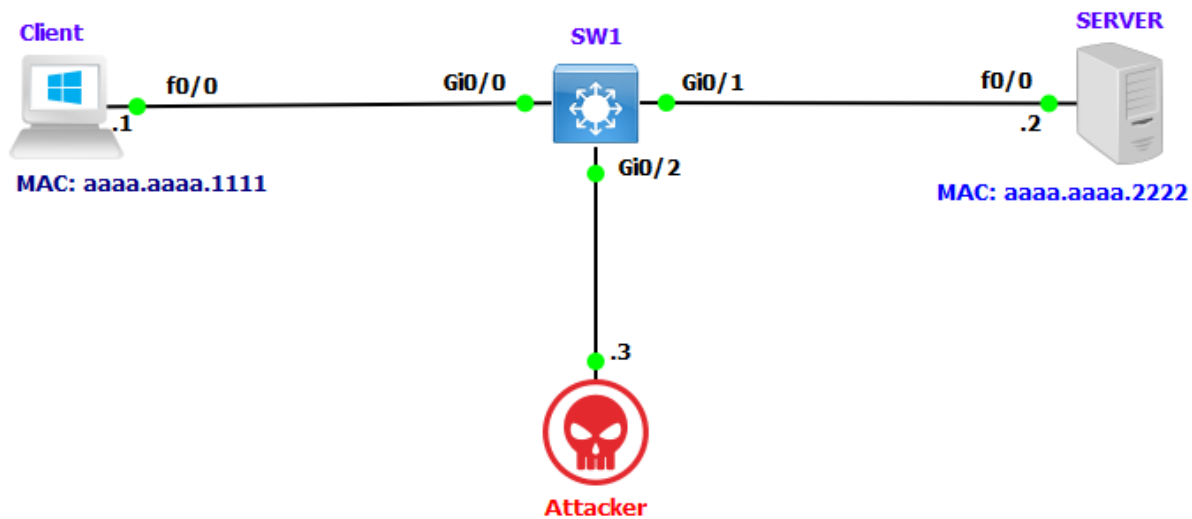 Client
SW1
SERVER
f0/0
Gi0/0
Gi0/1
f0/0
.1
.2
MAC: aaaa.aaaa.1111
Gi0/2
MAC: aaaa.aaaa.2222
.3
Attacker